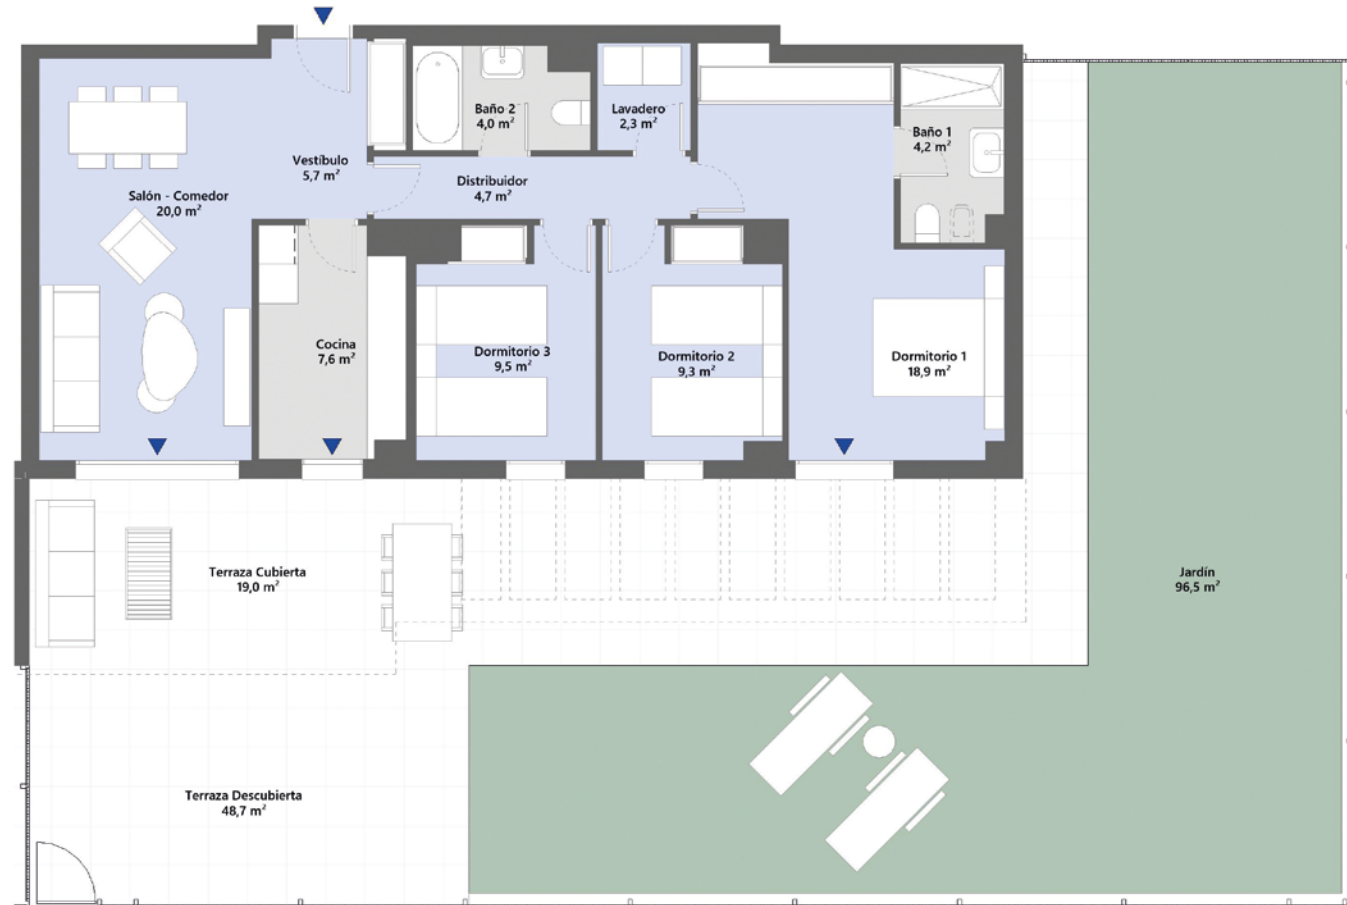 Baño 2
4,0 m²
Lavadero
2,3 m²
Baño 1
4,2 m²
Vestíbulo
5,7 m²
Distribuidor
4,7 m²
Salón - Comedor
20,0 m²
Cocina
7,6 m²
Dormitorio 3
9,5 m²
Dormitorio 2
9,3 m²
Dormitorio 1
18,9 m²
Terraza Cubierta
19,0 m²
Jardín
96,5 m²
Terraza Descubierta
48,7 m²